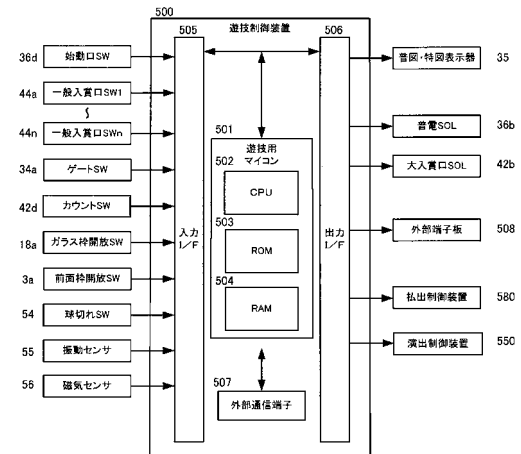 500
遊技制御装置
505
506
36d
始動口SW
44a
一般入賞口SW1
44n
一般入賞口SWn
34a
ゲートSW
42d
カウントSW
18a
ガラス枠開放SW
3a
前面枠開放SW
54
球切れSW
55
振動センサ
56
磁気センサ
入力
I/F
501
遊技用
マイコン
502
CPU
503
ROM
504
RAM
507
外部通信端子
出力
I/F
普図・特図表示器
35
普電SOL
36b
大入賞口SOL
42b
外部端子板
508
払出制御装置
580
演出制御装置
550